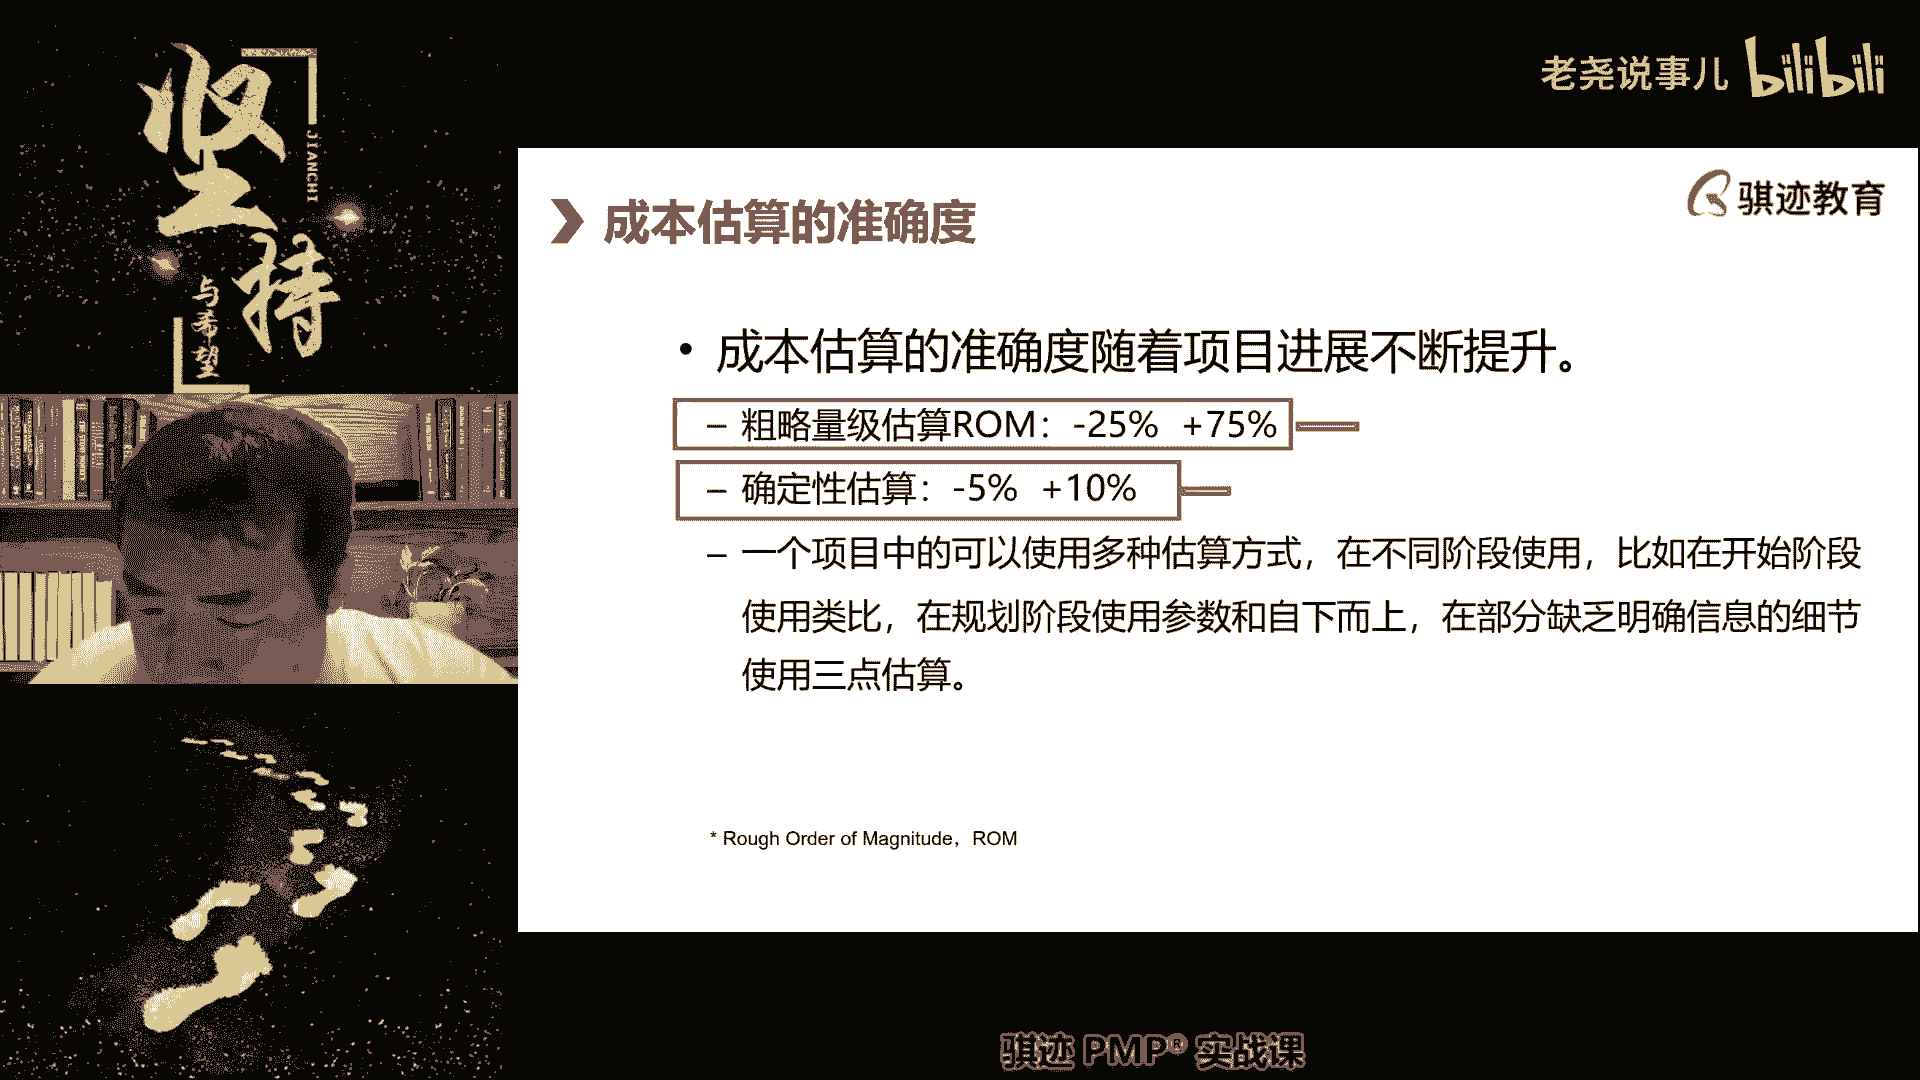 坚持
JIANCHI
与希望
老尧说事儿 bilibili
骐迹教育
成本估算的准确度
• 成本估算的准确度随着项目进展不断提升。
– 粗略量级估算ROM：-25% +75%
– 确定性估算：-5% +10%
– 一个项目中的可以使用多种估算方式，在不同阶段使用，比如在开始阶段
使用类比，在规划阶段使用参数和自下而上，在部分缺乏明确信息的细节
使用三点估算。
* Rough Order of Magnitude，ROM
骐迹 PMP® 实战课